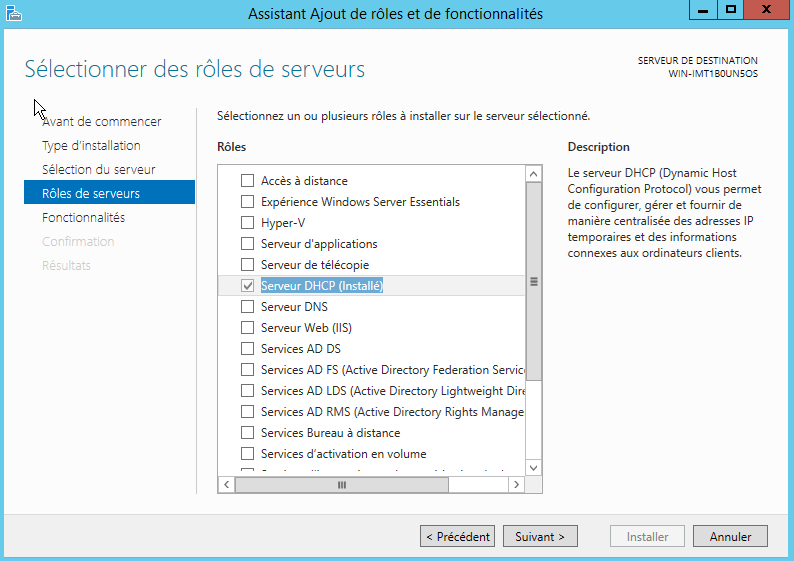 Assistant Ajout de rôles et de fonctionnalités
Sélectionner des rôles de serveurs
SERVEUR DE DESTINATION
WIN-IMT1B0UN5OS
Avant de commencer
Type d'installation
Sélection du serveur
Rôles de serveurs
Fonctionnalités
Confirmation
Résultats
Sélectionnez un ou plusieurs rôles à installer sur le serveur sélectionné.
Rôles
Accès à distance
Expérience Windows Server Essentials
Hyper-V
Serveur d'applications
Serveur de télécopie
Serveur DHCP (Installé)
Serveur DNS
Serveur Web (IIS)
Services AD DS
Services AD FS (Active Directory Federation Service
Services AD LDS (Active Directory Lightweight Dire
Services AD RMS (Active Directory Rights Manage
Services Bureau à distance
Services d'activation en volume
Description
Le serveur DHCP (Dynamic Host
Configuration Protocol) vous permet
de configurer, gérer et fournir de
manière centralisée des adresses IP
temporaires et des informations
connexes aux ordinateurs clients.
< Précédent
Suivant >
Installer
Annuler